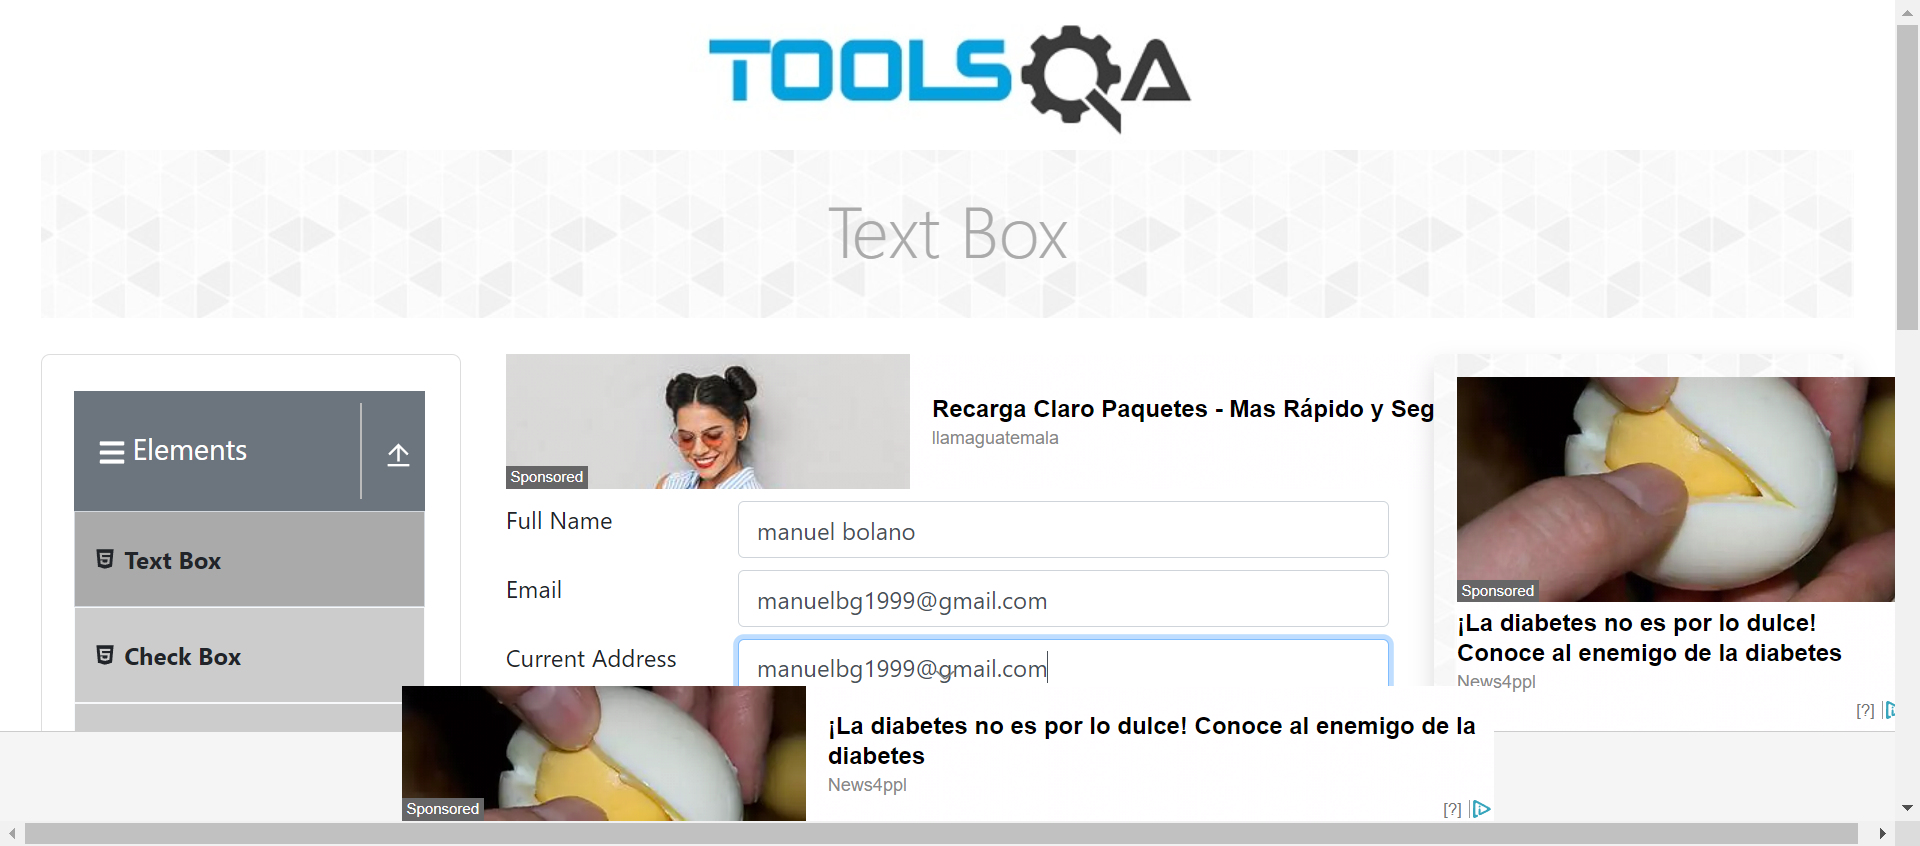 TOOLSQA
Text Box
Elements
Text Box
Check Box
Sponsored
Recarga Claro Paquetes - Mas Rápido y Seg
llamaguatemala
Full Name
manuel bolano
Email
manuelbg1999@gmail.com
Current Address
manuelbg1999@gmail.com
Sponsored
¡La diabetes no es por lo dulce!
Conoce al enemigo de la diabetes
News4ppl
[?]
Sponsored
¡La diabetes no es por lo dulce! Conoce al enemigo de la
diabetes
News4ppl
[?]